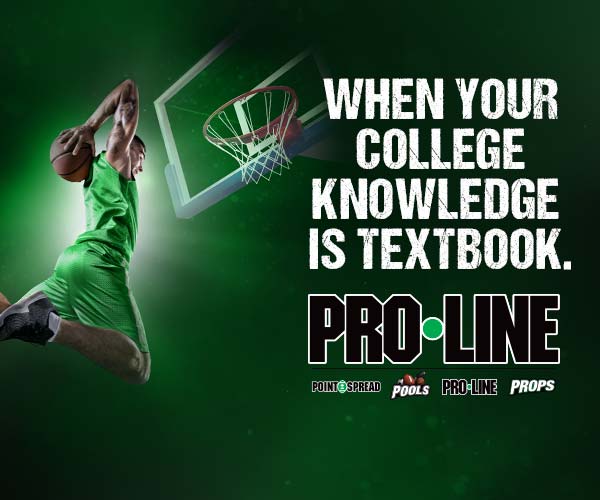 WHEN YOUR
COLLEGE
KNOWLEDGE
IS TEXTBOOK.
PRO•LINE
POINT SPREAD POOLS PRO•LINE PROPS